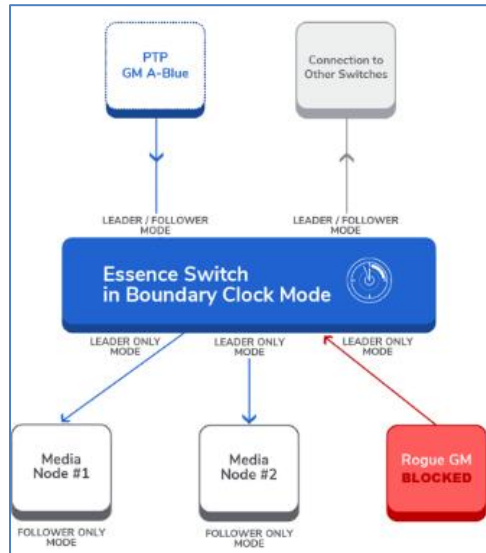 PTP
GM A-Blue
Connection to
Other Switches
LEADER / FOLLOWER
MODE
LEADER / FOLLOWER
MODE
Essence Switch
in Boundary Clock Mode
LEADER ONLY
MODE
LEADER ONLY
MODE
LEADER ONLY
MODE
Media
Node #1
Media
Node #2
Rogue GM
BLOCKED
FOLLOWER ONLY
MODE
FOLLOWER ONLY
MODE